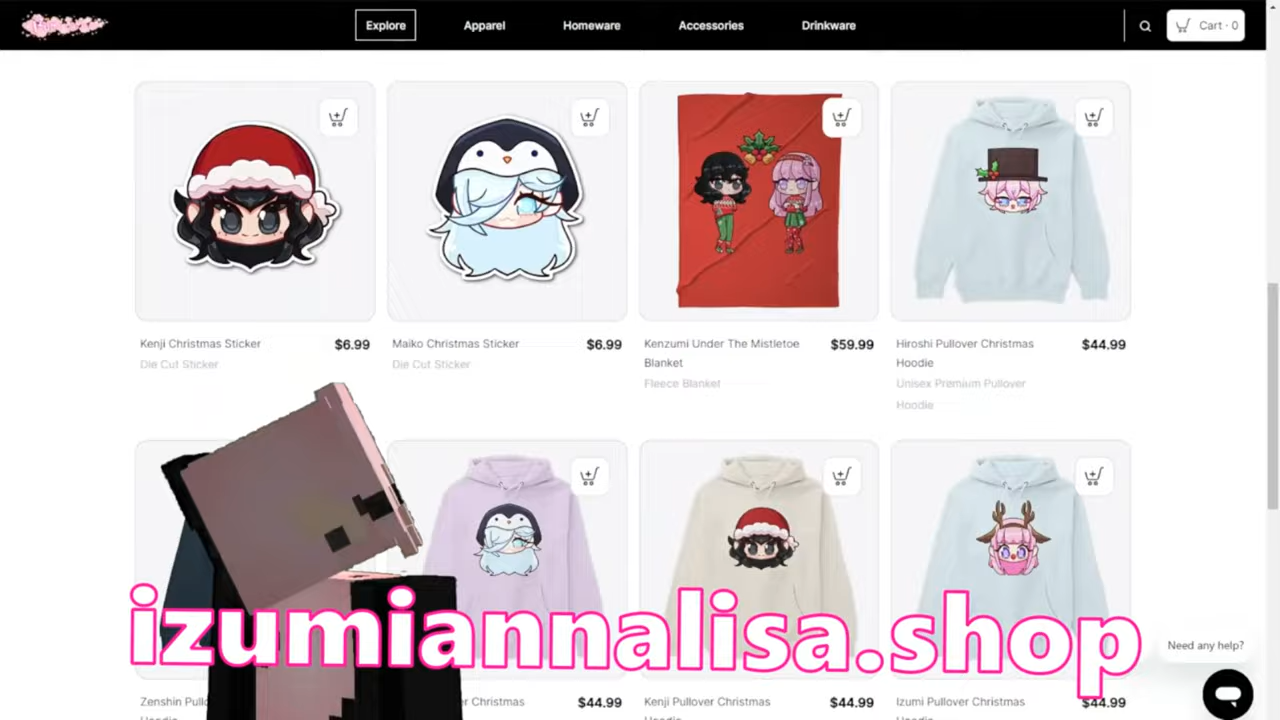 Explore
Apparel
Homeware
Accessories
Drinkware
Cart · 0
Kenji Christmas Sticker
$6.99
Die Cut Sticker
Maiko Christmas Sticker
$6.99
Die Cut Sticker
Kenzumi Under The Mistletoe
Blanket
$59.99
Fleece Blanket
Hiroshi Pullover Christmas
Hoodie
$44.99
Unisex Premium Pullover
Hoodie
izumiannalisa.shop
Need any help?
Zenshin
Christmas
$44.99
Kenji Pullover Christmas
$44.99
Hoodie
Izumi Pullover Christmas
$44.99
Hoodie